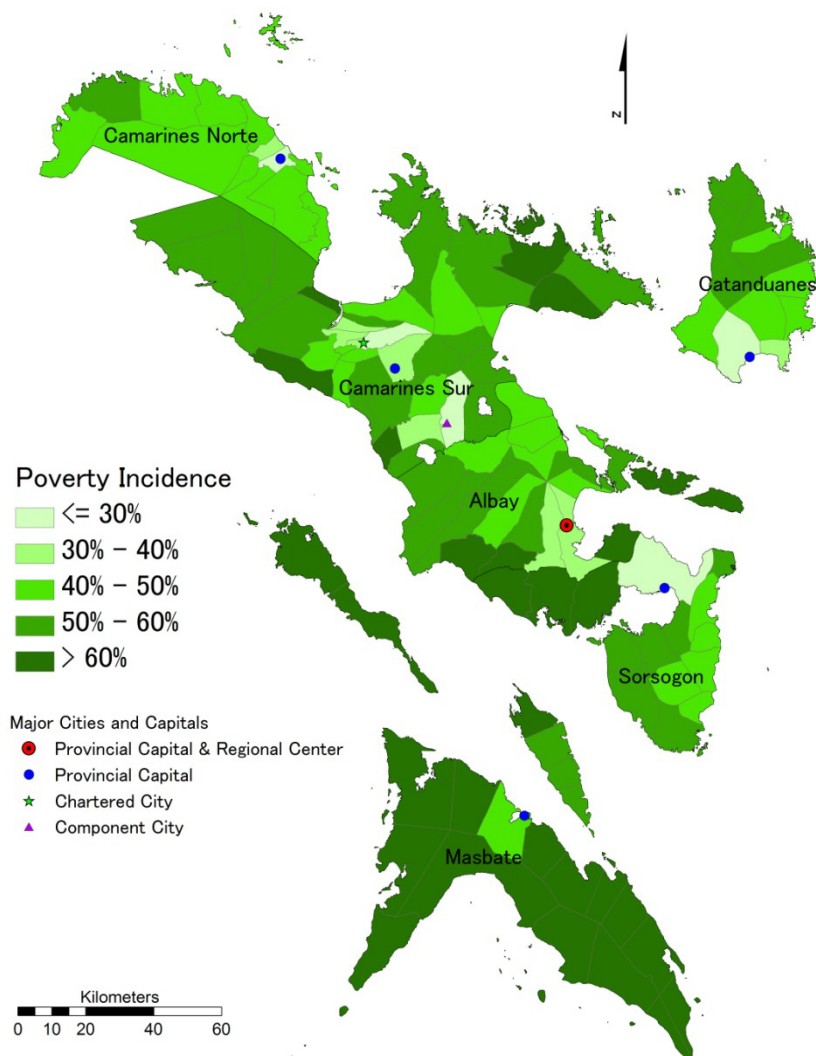 N
Camarines Norte
Catanduanes
Camarines Sur
Albay
Sorsogon
Masbate
Poverty Incidence
<= 30%
30% - 40%
40% - 50%
50% - 60%
> 60%
Major Cities and Capitals
Provincial Capital & Regional Center
Provincial Capital
Chartered City
Component City
Kilometers
0 5 10 20 40 60